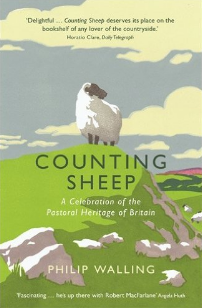 'Delightful ... Counting Sheep deserves its place on the
bookshelf of any lover of the countryside.'
Horatio Clare, Daily Telegraph
COUNTING
SHEEP
A Celebration of the
Pastoral Heritage of Britain
PHILIP WALLING
'Fascinating ... he's up there with Robert Macfarlane' Angela Huth